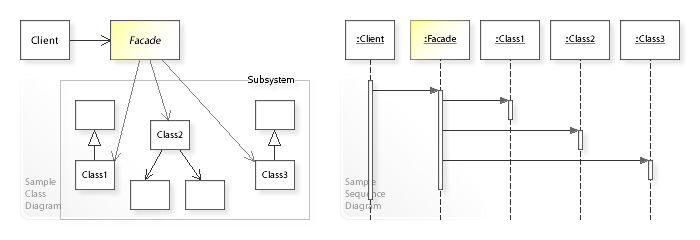 Client
Facade
Subsystem
Class2
Class1
Class3
Sample
Class
Diagram
:Client
:Facade
:Class1
:Class2
:Class3
Sample
Sequence
Diagram